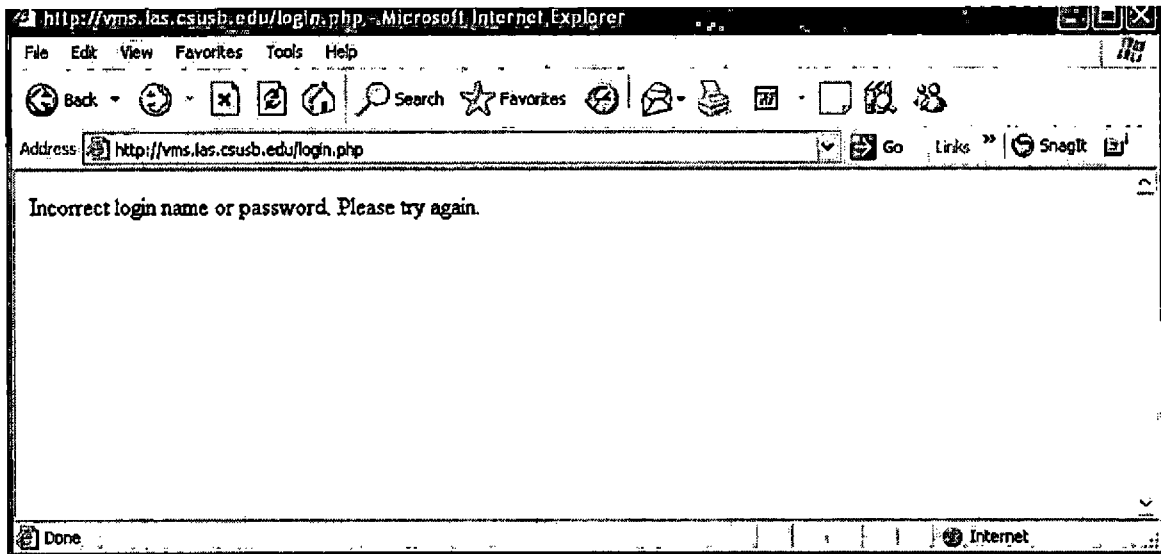 http://vms.ias.csusb.edu/login.php - Microsoft Internet Explorer
File Edit View Favorites Tools Help
Back Search Favorites
Address http://vms.ias.csusb.edu/login.php Go Links » SnagIt
Incorrect login name or password. Please try again.
Done Internet